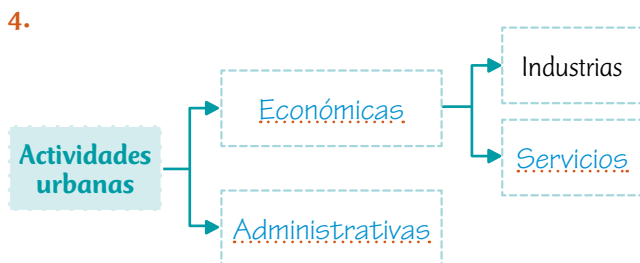 4.
Actividades
urbanas
Económicas
Industrias
Servicios
Administrativas